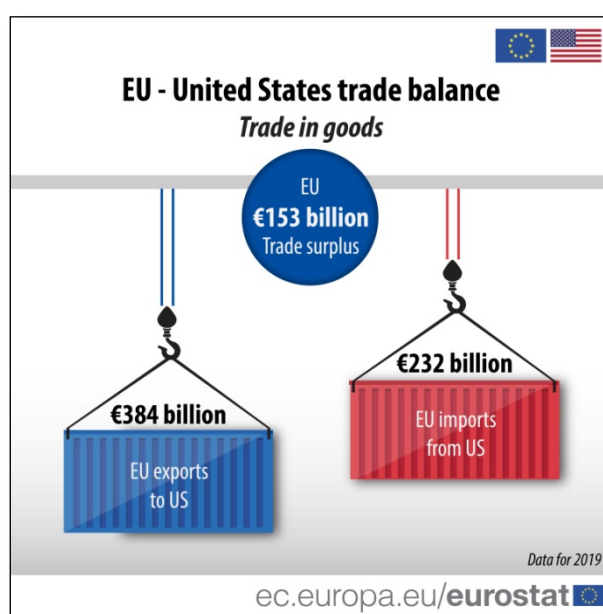 EU - United States trade balance
Trade in goods
EU
€153 billion
Trade surplus
€384 billion
EU exports
to US
€232 billion
EU imports
from US
Data for 2019
ec.europa.eu/eurostat